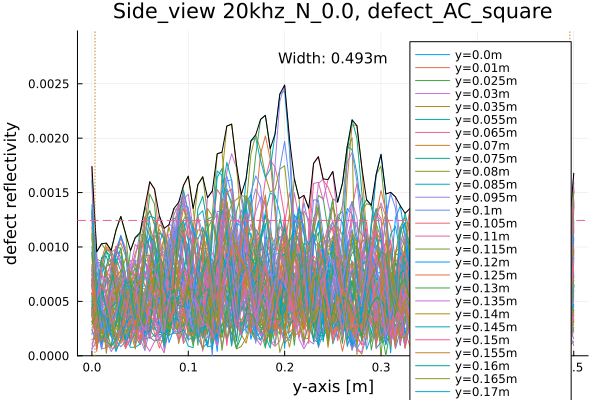 Side_view 20khz_N_0.0, defect_AC_square
Width: 0.493m
defect reflectivity
0.0025
0.0020
0.0015
0.0010
0.0005
0.0000
0.0
0.1
0.2
0.3
.5
y-axis [m]
y=0.0m
y=0.01m
y=0.025m
y=0.03m
y=0.035m
y=0.055m
y=0.065m
y=0.07m
y=0.075m
y=0.08m
y=0.085m
y=0.095m
y=0.1m
y=0.105m
y=0.11m
y=0.115m
y=0.12m
y=0.125m
y=0.13m
y=0.135m
y=0.14m
y=0.145m
y=0.15m
y=0.155m
y=0.16m
y=0.165m
y=0.17m